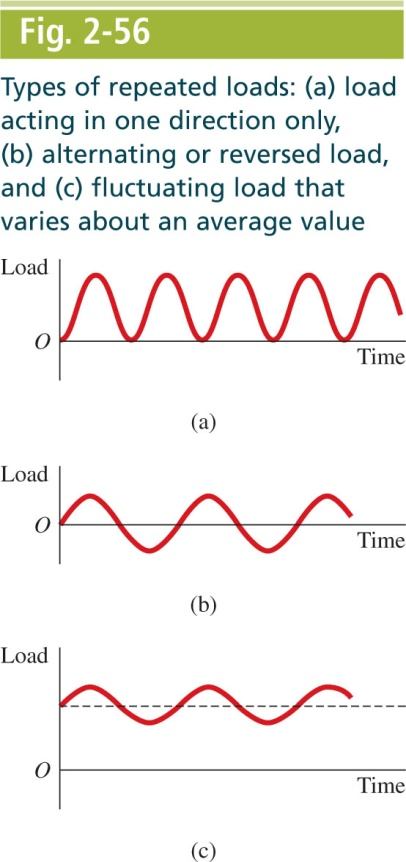 Fig. 2-56
Types of repeated loads: (a) load
acting in one direction only,
(b) alternating or reversed load,
and (c) fluctuating load that
varies about an average value
Load
O
Time
(a)
Load
O
Time
(b)
Load
O
Time
(c)